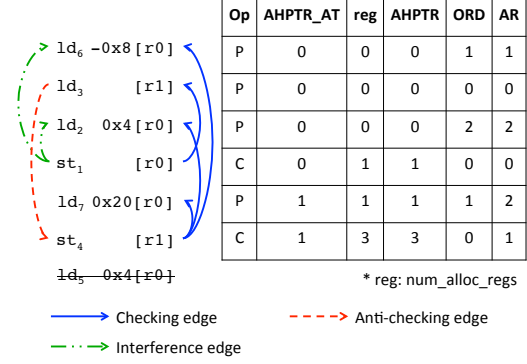 Op AHPTR_AT reg AHPTR ORD AR
ld6 -0x8[r0] P 0 0 0 1 1
ld3 [r1] P 0 0 0 0 0
ld2 0x4[r0] P 0 0 0 2 2
st1 [r0] C 0 1 1 0 0
ld7 0x20[r0] P 1 1 1 1 2
st4 [r1] C 1 3 3 0 1
ld5 0x4[r0]
* reg: num_alloc_regs
Checking edge Anti-checking edge
Interference edge